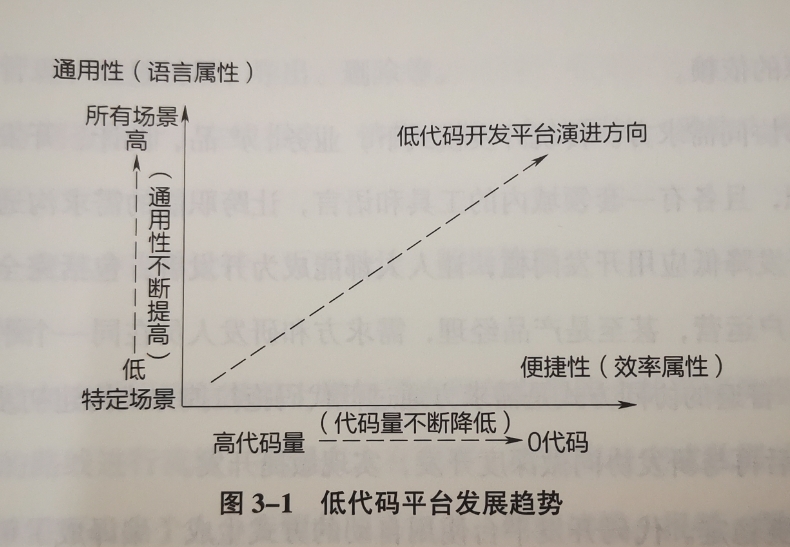 通用性（语言属性）
所有场景
高
低代码开发平台演进方向
（通用性不断提高）
低
特定场景
便捷性（效率属性）
（代码量不断降低）
高代码量
0代码
图 3-1 低代码平台发展趋势